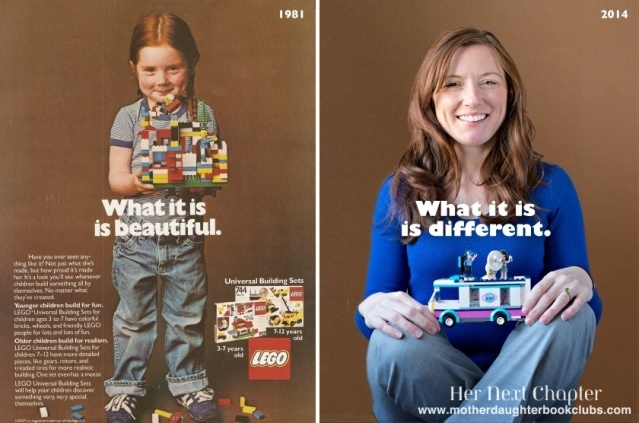 1981
What it is
is beautiful.
Have you ever seen any-
thing like it? Not just what she's
made, but how proud it's made
her. It's a look you'll see whenever
children build something all by
themselves. No matter what
they've created.
Younger children build for fun.
LEGO® Universal Building Sets for
children ages 3 to 7 have colorful
bricks, wheels, and friendly LEGO
people for lots and lots of fun.
Older children build for realism.
LEGO Universal Building Sets for
children 7-12 have more detailed
pieces, like gears, rotors, and
treaded tires for more realistic
building. One set even has a motor.
LEGO Universal Building Sets
will help your children discover
something very, very special:
themselves.
Universal Building Sets
744
LEGO
LEGO
3-7 years
old
7-12 years
old
LEGO
2014
What it is
is different.
Her Next Chapter
www.motherdaughterbookclubs.com